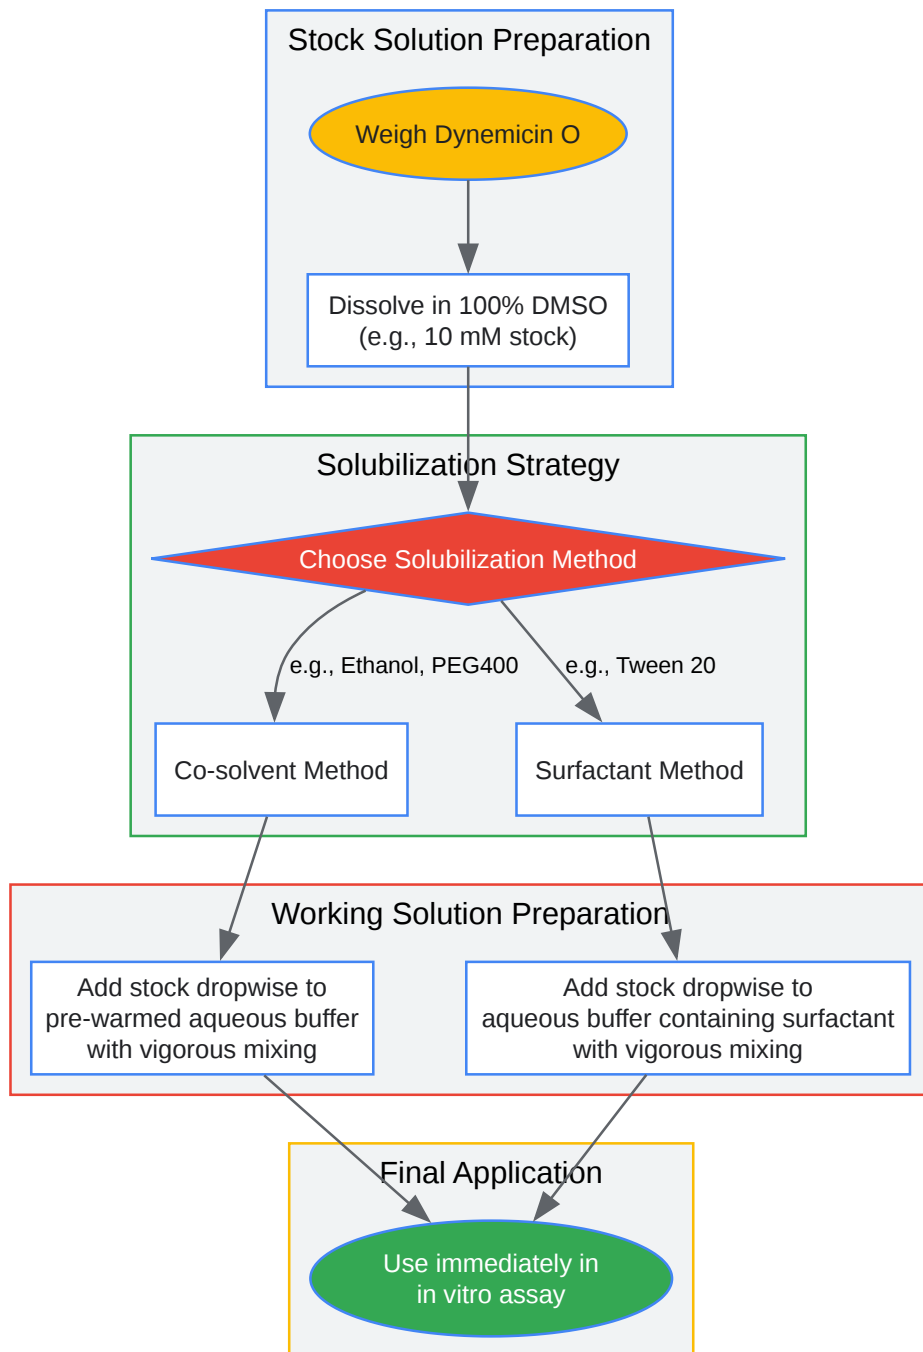 Stock Solution Preparation
Weigh Dynemicin O
Dissolve in 100% DMSO
(e.g., 10 mM stock)
Solubilization Strategy
Choose Solubilization Method
e.g., Ethanol, PEG400
e.g., Tween 20
Co-solvent Method
Surfactant Method
Working Solution Preparation
Add stock dropwise to
pre-warmed aqueous buffer
with vigorous mixing
Add stock dropwise to
aqueous buffer containing surfactant
with vigorous mixing
Final Application
Use immediately in
in vitro assay